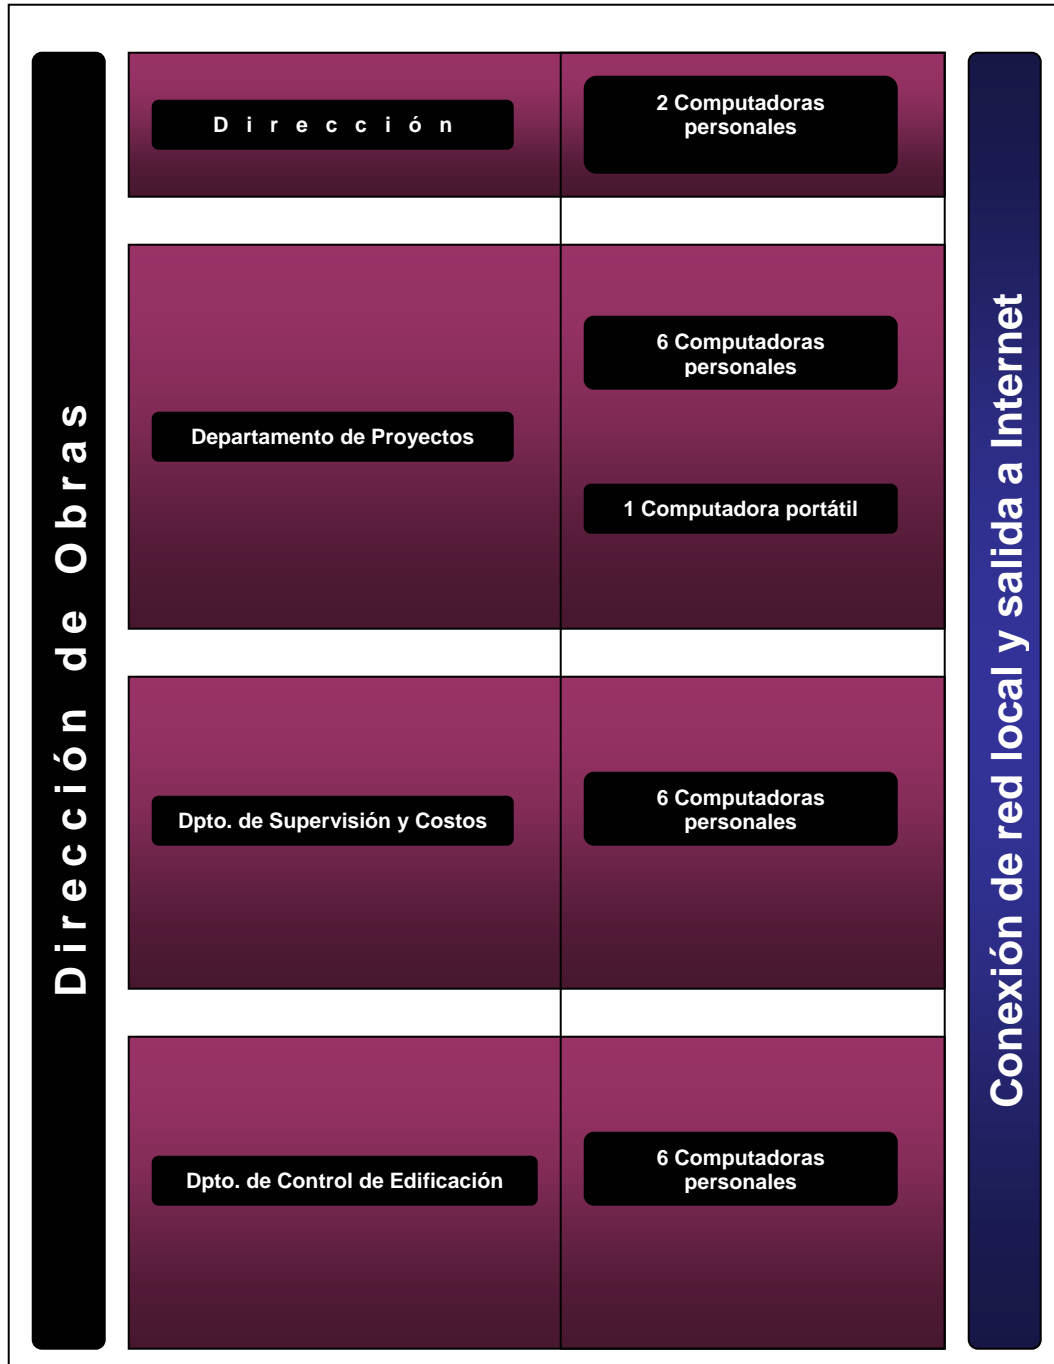 Dirección de Obras
D i r e c c i ó n
2 Computadoras
personales
Departamento de Proyectos
6 Computadoras
personales
1 Computadora portátil
Dpto. de Supervisión y Costos
6 Computadoras
personales
Dpto. de Control de Edificación
6 Computadoras
personales
Conexión de red local y salida a Internet